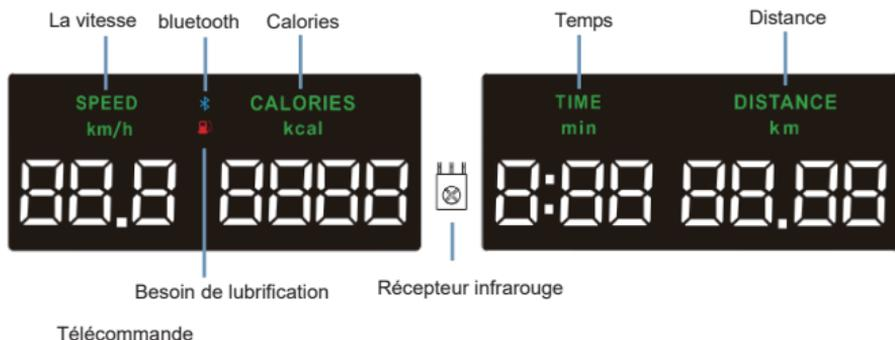 La vitesse bluetooth Calories Temps Distance
SPEED CALORIES TIME DISTANCE
km/h kcal min km
88.8 8888 8:88 88.88
Besoin de lubrification Récepteur infrarouge
Télécommande